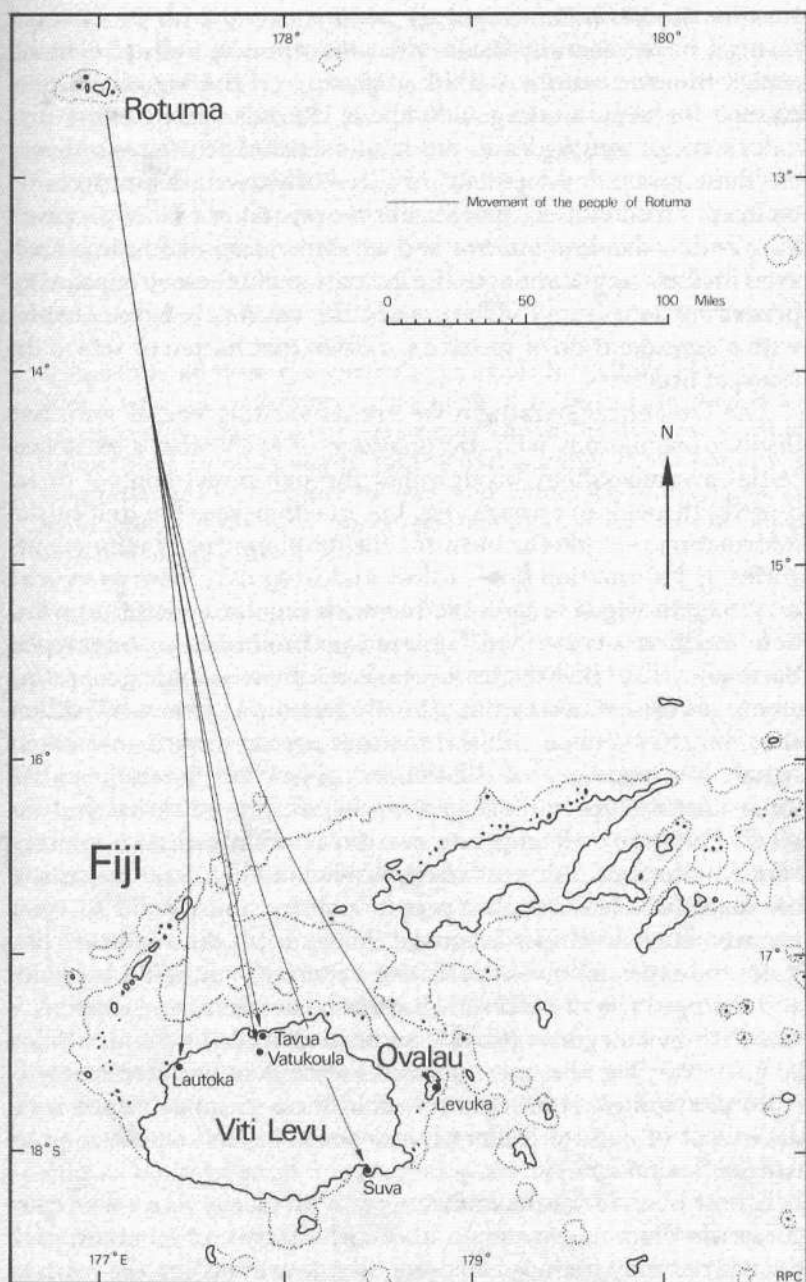 178
180
Rotuma
13°
Movement of the people of Rotuma
0 50 100 Miles
14°
N
15°
16°
Fiji
17°
Tavua
Vatukoula
Ovalau
Lautoka
Levuka
Viti Levu
18°S
Suva
177°E
179°
RPC